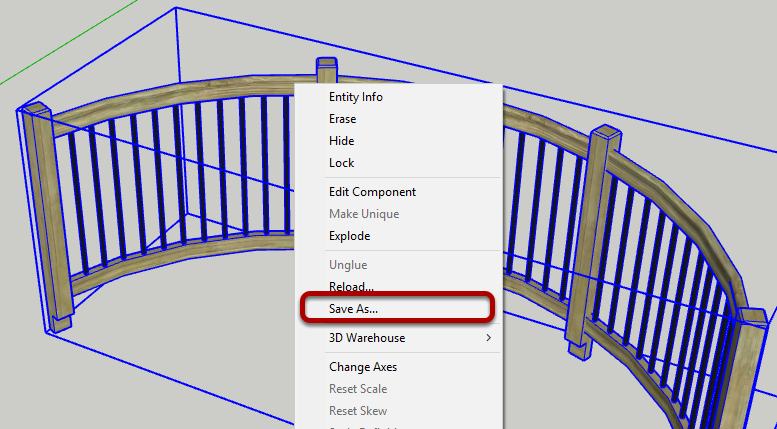 Entity Info
Erase
Hide
Lock
Edit Component
Make Unique
Explode
Unglue
Reload...
Save As...
3D Warehouse
Change Axes
Reset Scale
Reset Skew